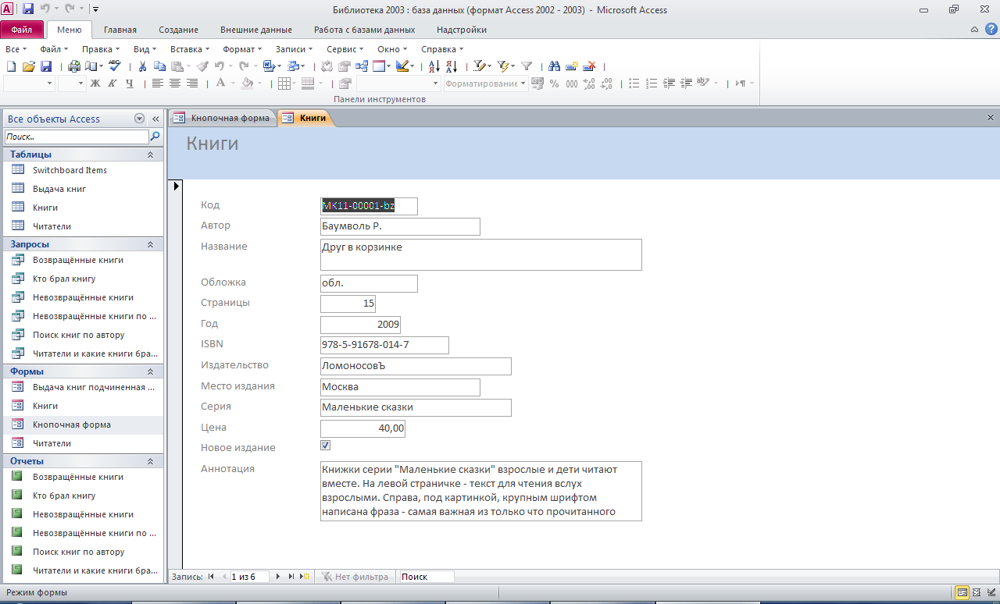 Библиотека 2003 : база данных (формат Access 2002 - 2003) - Microsoft Access
Файл Меню Главная Создание Внешние данные Работа с базами данных Надстройки
Все Файл Правка Вид Вставка Формат Записи Сервис Окно Справка
Ж К Ч Форматирование % 000
Панели инструментов
Все объекты Access
Поиск...
Таблицы
Switchboard Items
Выдача книг
Книги
Читатели
Запросы
Возвращённые книги
Кто брал книгу
Невозвращённые книги
Невозвращённые книги по ...
Поиск книг по автору
Читатели и какие книги бра...
Формы
Выдача книг подчиненная ...
Книги
Кнопочная форма
Читатели
Отчеты
Возвращённые книги
Кто брал книгу
Невозвращённые книги
Невозвращённые книги по ...
Поиск книг по автору
Читатели и какие книги бра...
Кнопочная форма Книги
Книги
Код МК11-00001-bz
Автор Баумволь Р.
Название Друг в корзинке
Обложка обл.
Страницы 15
Год 2009
ISBN 978-5-91678-014-7
Издательство ЛомоносовЪ
Место издания Москва
Серия Маленькие сказки
Цена 40,00
Новое издание
Аннотация Книжки серии "Маленькие сказки" взрослые и дети читают
вместе. На левой страничке - текст для чтения вслух
взрослыми. Справа, под картинкой, крупным шрифтом
написана фраза - самая важная из только что прочитанного
Запись: 1 из 6 Нет фильтра Поиск
Режим формы